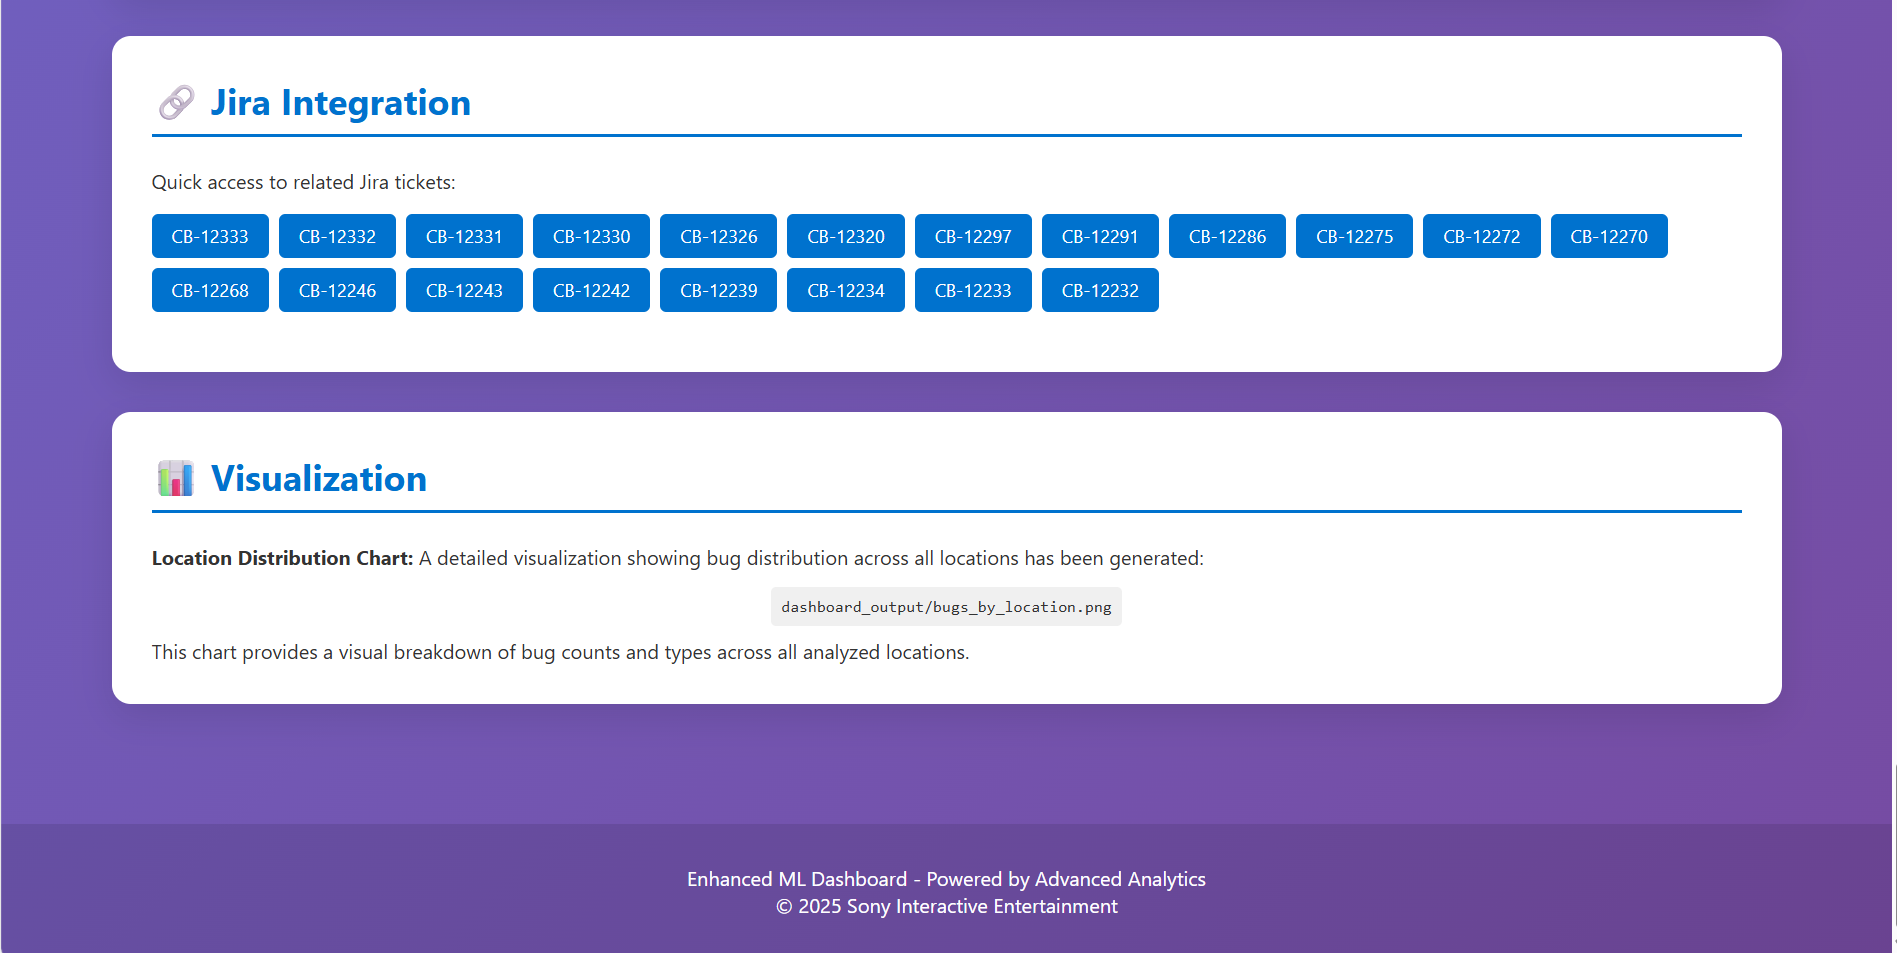 Jira Integration
Quick access to related Jira tickets:
CB-12333 CB-12332 CB-12331 CB-12330 CB-12326 CB-12320 CB-12297 CB-12291 CB-12286 CB-12275 CB-12272 CB-12270
CB-12268 CB-12246 CB-12243 CB-12242 CB-12239 CB-12234 CB-12233 CB-12232
Visualization
Location Distribution Chart: A detailed visualization showing bug distribution across all locations has been generated:
dashboard_output/bugs_by_location.png
This chart provides a visual breakdown of bug counts and types across all analyzed locations.
Enhanced ML Dashboard - Powered by Advanced Analytics
© 2025 Sony Interactive Entertainment